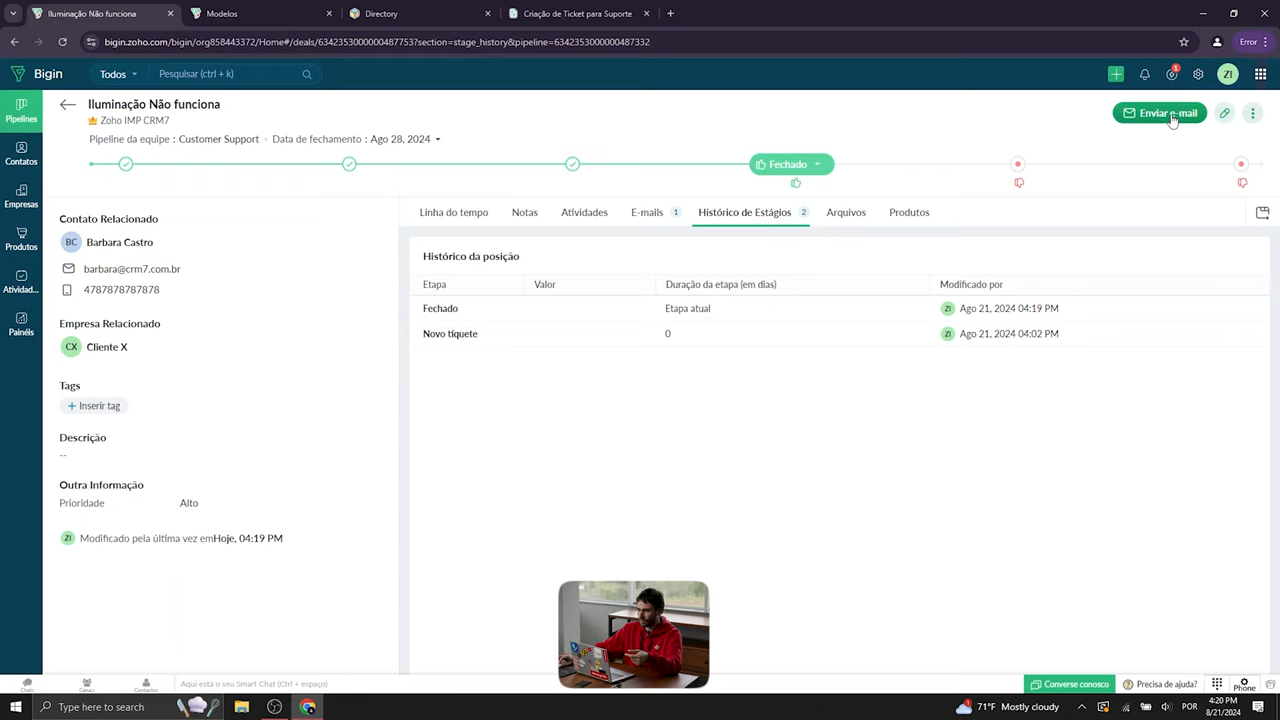 Iluminação Não funciona
Modelos
Directory
Criação de Ticket para Suporte
bigin.zoho.com/bigin/org858443372/Home#/deals/6342353000000487753?section=stage_history&pipeline=6342353000000487332
Error
Bigin
Todos
Pesquisar (ctrl + k)
1
ZI
Pipelines
Contatos
Empresas
Produtos
Atividad...
Painéis
Iluminação Não funciona
Zoho IMP CRM7
Enviar e-mail
Pipeline da equipe : Customer Support
Data de fechamento : Ago 28, 2024
Fechado
Contato Relacionado
BC Barbara Castro
barbara@crm7.com.br
4787878787878
Empresa Relacionado
CX Cliente X
Tags
+ Inserir tag
Descrição
--
Outra Informação
Prioridade Alto
ZI Modificado pela última vez emHoje, 04:19 PM
Linha do tempo Notas Atividades E-mails 1 Histórico de Estágios 2 Arquivos Produtos
Histórico da posição
Etapa Valor Duração da etapa (em dias) Modificado por
Fechado Etapa atual ZI Ago 21, 2024 04:19 PM
Novo tíquete 0 ZI Ago 21, 2024 04:02 PM
Chats Canais Contactos Aqui está o seu Smart Chat (Ctrl + espaço) Converse conosco Precisa de ajuda? Phone
Type here to search
71°F Mostly cloudy
POR
4:20 PM
8/21/2024